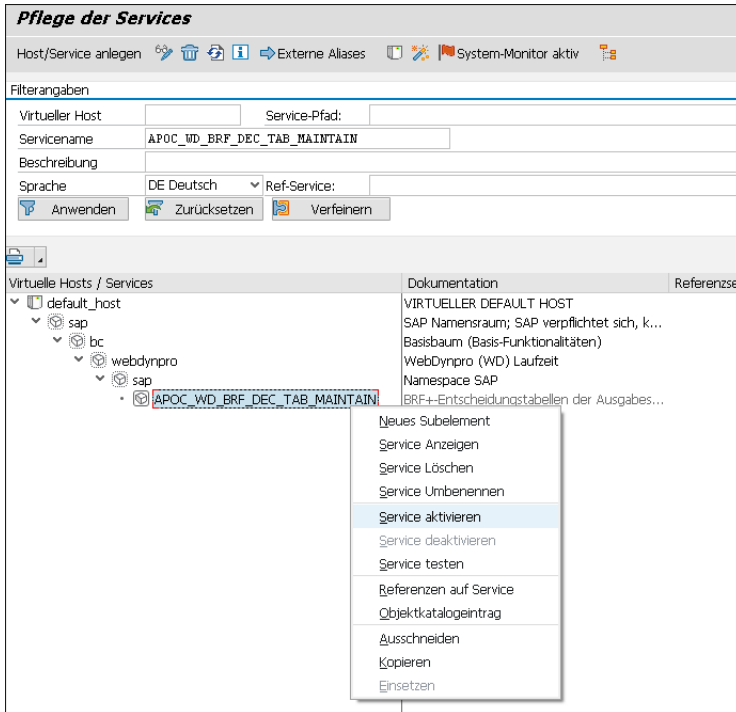 Pflege der Services
Host/Service anlegen Externe Aliases System-Monitor aktiv
Filterangaben
Virtueller Host Service-Pfad:
Servicename APOC_WD_BRF_DEC_TAB_MAINTAIN
Beschreibung
Sprache DE Deutsch Ref-Service:
Anwenden Zurücksetzen Verfeinern
Virtuelle Hosts / Services Dokumentation Referenzse
default_host VIRTUELLER DEFAULT HOST
sap SAP Namensraum; SAP verpflichtet sich, k...
bc Basisbaum (Basis-Funktionalitäten)
webdynpro WebDynpro (WD) Laufzeit
sap Namespace SAP
APOC_WD_BRF_DEC_TAB_MAINTAIN BRF+-Entscheidungstabellen der Ausgabes...
Neues Subelement
Service Anzeigen
Service Löschen
Service Umbenennen
Service aktivieren
Service deaktivieren
Service testen
Referenzen auf Service
Objektkatalogeintrag
Ausschneiden
Kopieren
Einsetzen